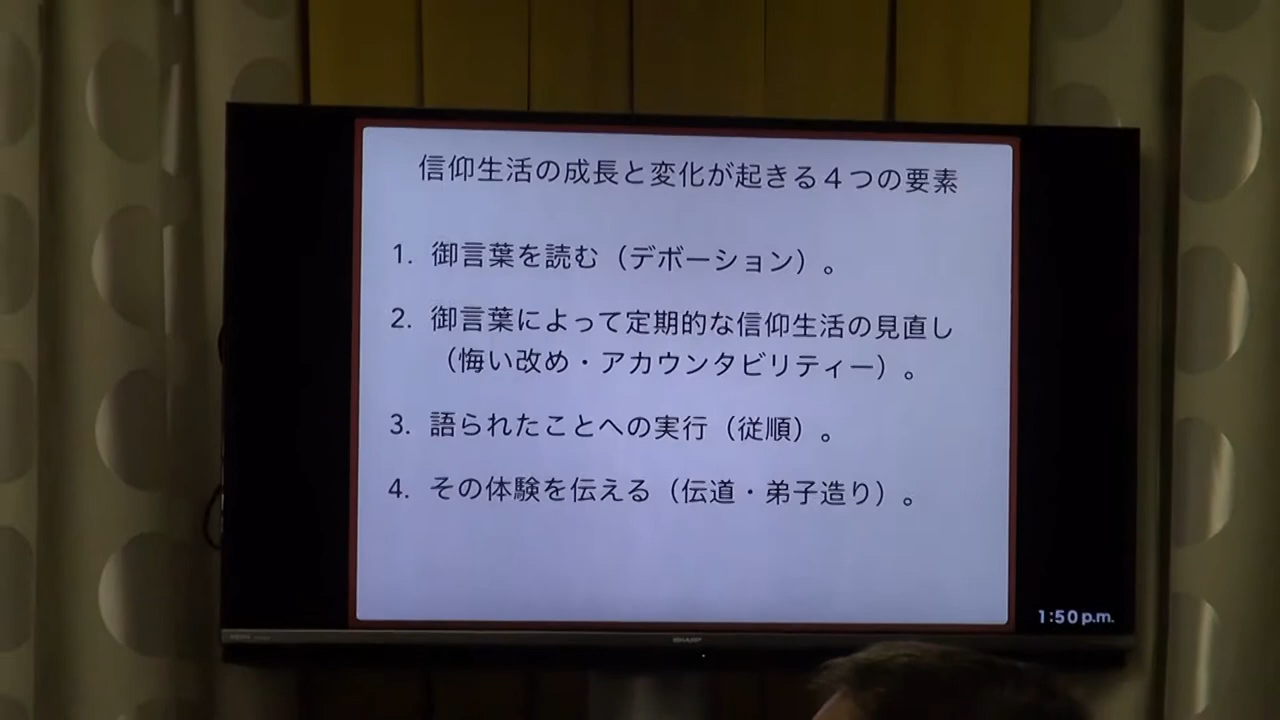 信仰生活の成長と変化が起きる４つの要素
1. 御言葉を読む（デボーション）。
2. 御言葉によって定期的な信仰生活の見直し
（悔い改め・アカウンタビリティー）。
3. 語られたことへの実行（従順）。
4. その体験を伝える（伝道・弟子造り）。
1:50p.m.
SHARP